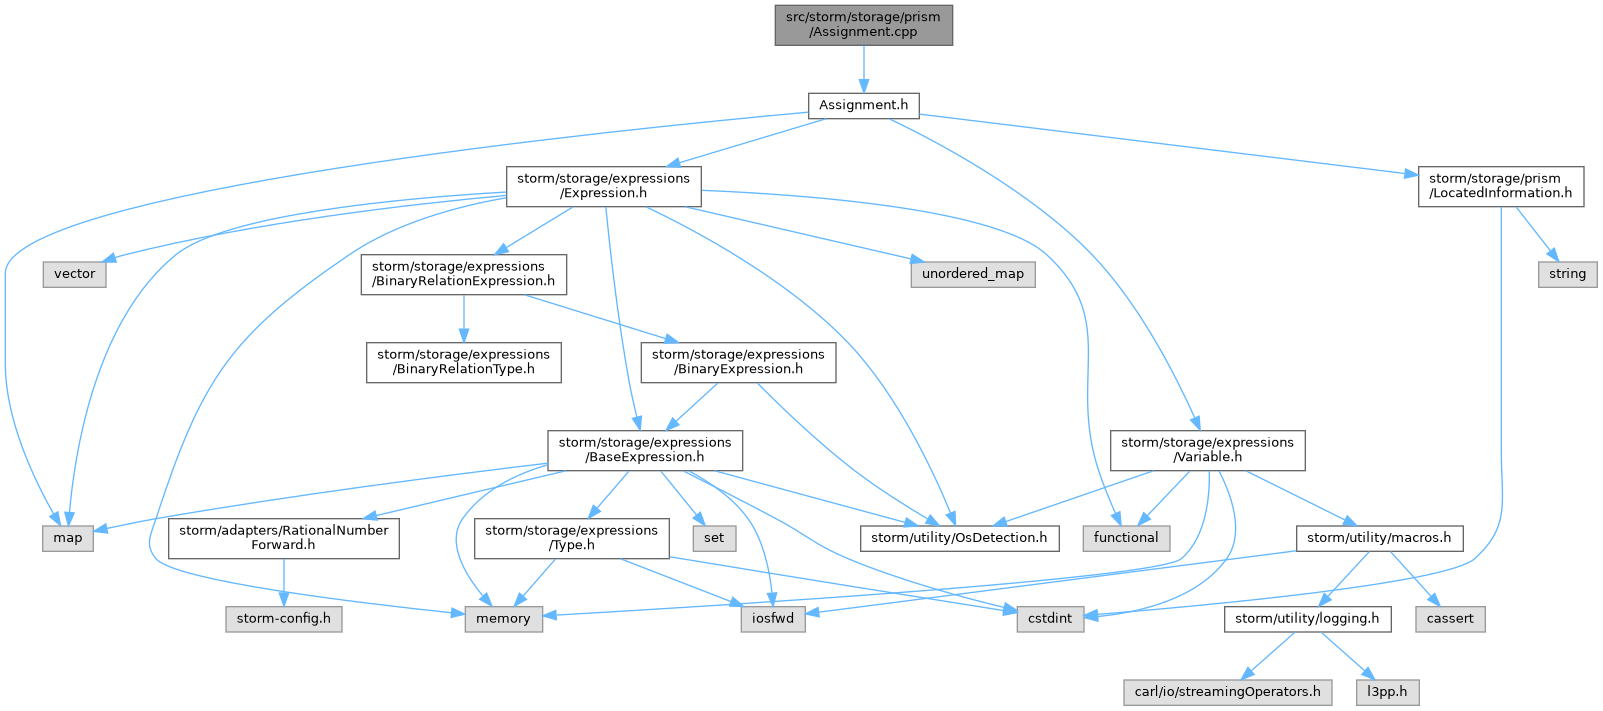 src/storm/storage/prism
/Assignment.cpp
Assignment.h
storm/storage/expressions
/Expression.h
storm/storage/prism
/LocatedInformation.h
vector
storm/storage/expressions
/BinaryRelationExpression.h
unordered_map
string
storm/storage/expressions
/BinaryRelationType.h
storm/storage/expressions
/BinaryExpression.h
storm/storage/expressions
/BaseExpression.h
storm/storage/expressions
/Variable.h
map
storm/adapters/RationalNumber
Forward.h
storm/storage/expressions
/Type.h
set
storm/utility/OsDetection.h
functional
storm/utility/macros.h
storm-config.h
memory
iosfwd
cstdint
storm/utility/logging.h
cassert
carl/io/streamingOperators.h
l3pp.h